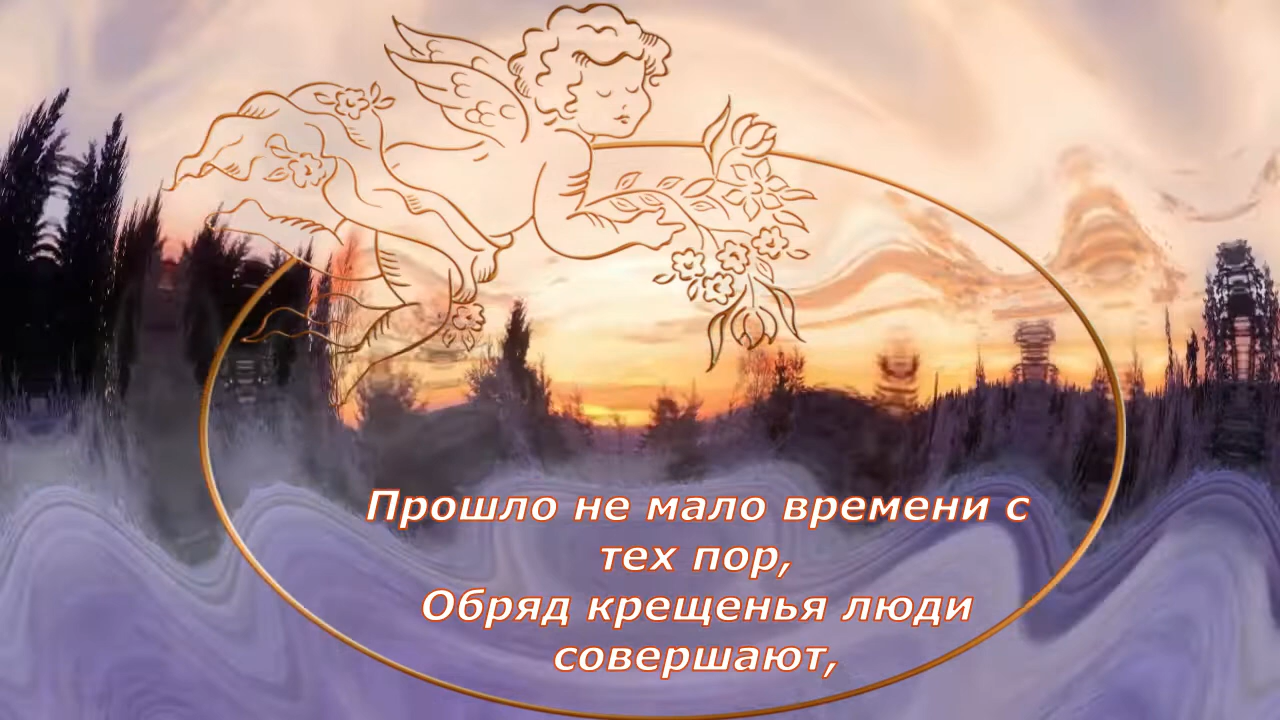 Прошло не мало времени с
тех пор,
Обряд крещенья люди
совершают,